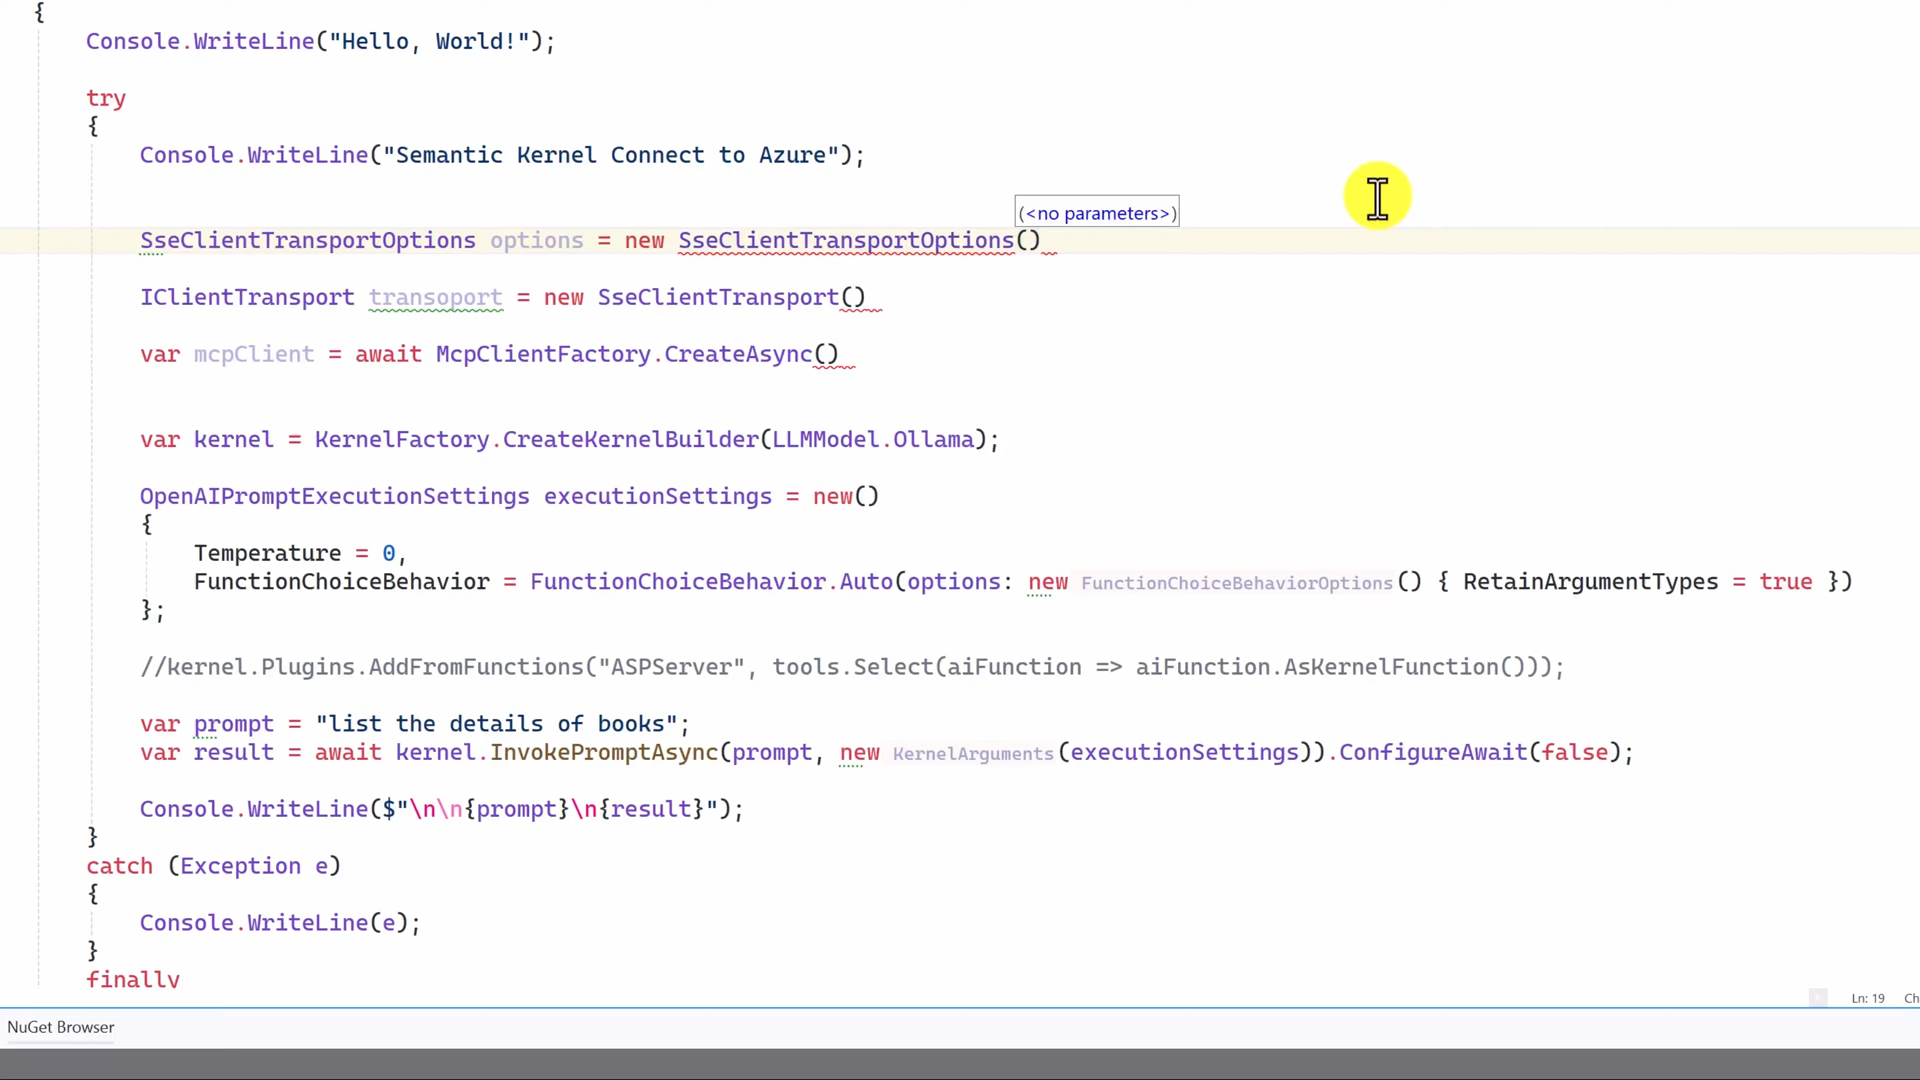 {
Console.WriteLine("Hello, World!");
try
{
Console.WriteLine("Semantic Kernel Connect to Azure");
(<no parameters>)
SseClientTransportOptions options = new SseClientTransportOptions()
IClientTransport transoport = new SseClientTransport()
var mcpClient = await McpClientFactory.CreateAsync()
var kernel = KernelFactory.CreateKernelBuilder(LLMModel.Ollama);
OpenAIPromptExecutionSettings executionSettings = new()
{
Temperature = 0,
FunctionChoiceBehavior = FunctionChoiceBehavior.Auto(options: new FunctionChoiceBehaviorOptions() { RetainArgumentTypes = true })
};
//kernel.Plugins.AddFromFunctions("ASPServer", tools.Select(aiFunction => aiFunction.AsKernelFunction()));
var prompt = "list the details of books";
var result = await kernel.InvokePromptAsync(prompt, new KernelArguments(executionSettings)).ConfigureAwait(false);
Console.WriteLine($"\n\n{prompt}\n{result}");
}
catch (Exception e)
{
Console.WriteLine(e);
}
finally
Ln: 19 Ch
NuGet Browser